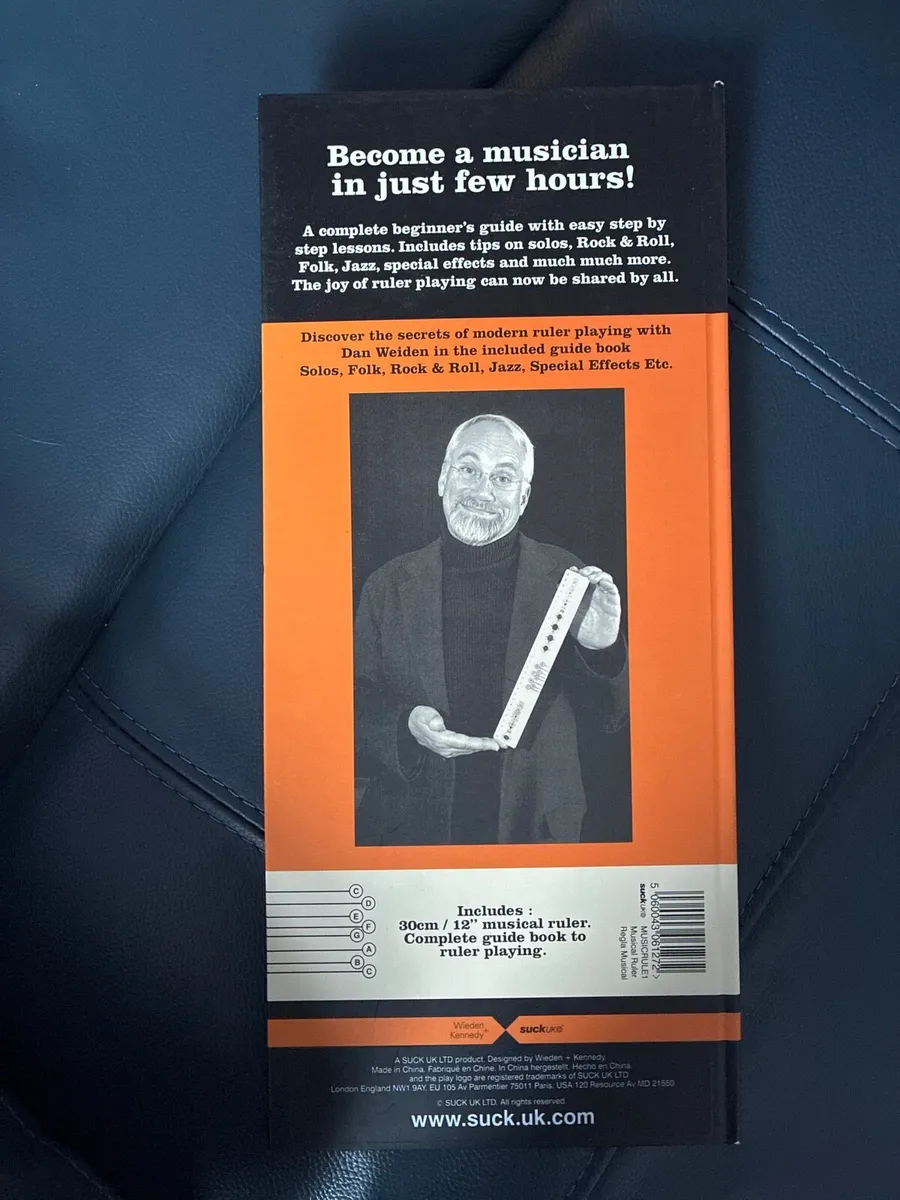 Become a musician
in just few hours!
A complete beginner's guide with easy step by
step lessons. Includes tips on solos, Rock & Roll,
Folk, Jazz, special effects and much much more.
The joy of ruler playing can now be shared by all.
Discover the secrets of modern ruler playing with
Dan Weiden in the included guide book
Solos, Folk, Rock & Roll, Jazz, Special Effects Etc.
C
D
E
F
G
A
B
C
Includes :
30cm / 12" musical ruler.
Complete guide book to
ruler playing.
5 060043 061272 >
suckUK® MUSICRULE1
Musical Ruler
Regla Musical
Wieden
Kennedy+
suckUK®
A SUCK UK LTD product. Designed by Wieden + Kennedy.
Made in China. Fabriqué en Chine. In China hergestellt. Hecho en China.
and the play logo are registered trademarks of SUCK UK LTD
London England NW1 9AY. EU 105 Av Parmentier 75011 Paris. USA 120 Resource Av MD 21550
© SUCK UK LTD. All rights reserved.
www.suck.uk.com